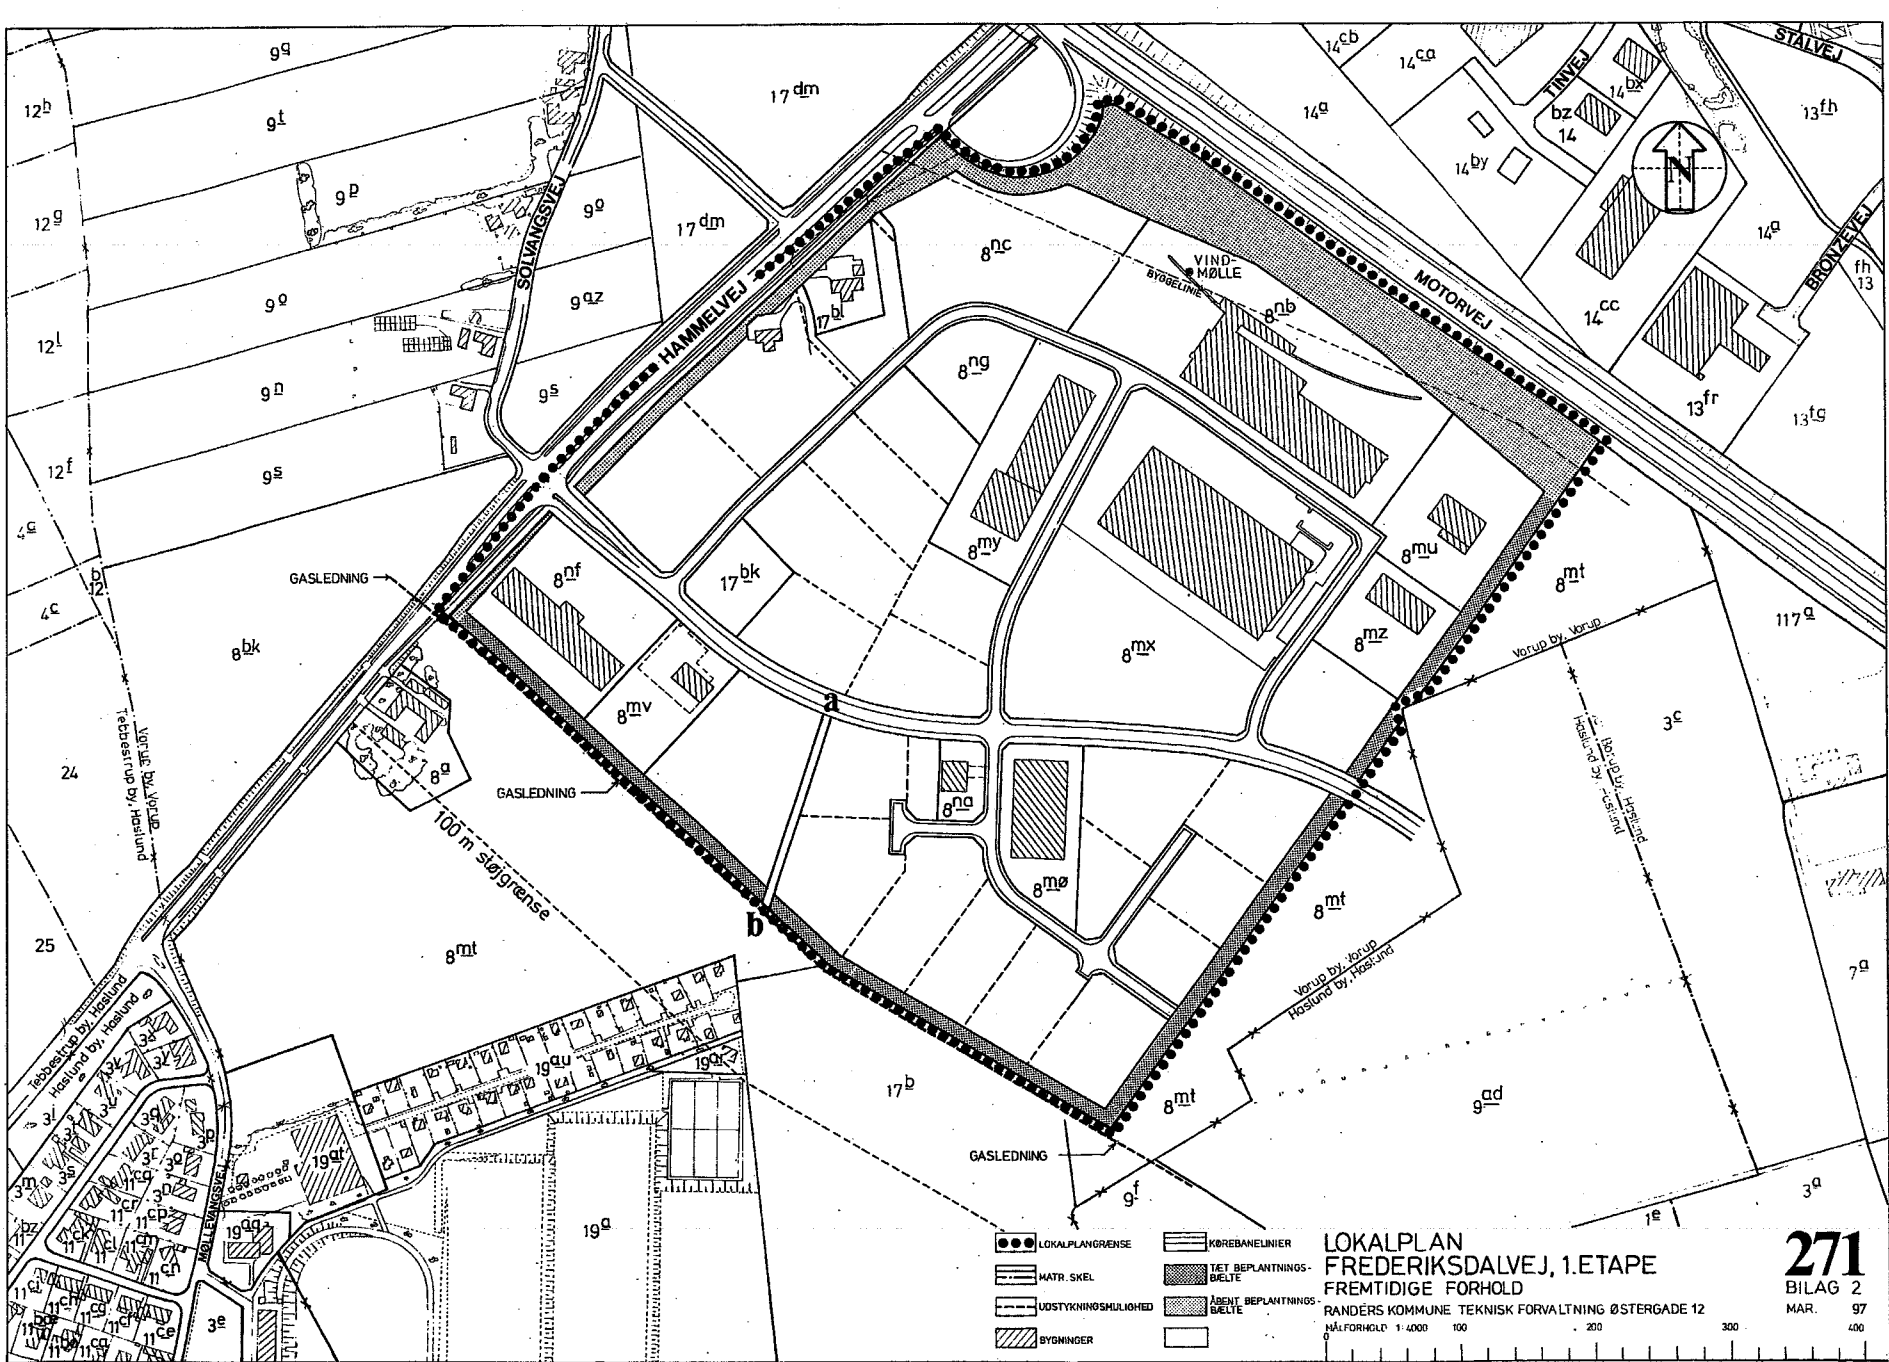 9q
12h
9t
17dm
14cb
14ca
14a
TINVEJ
STÅLVEJ
14bx
bz
14
13fh
14by
N
12g
9p
9o
17dm
SOLVANGSVEJ
8nc
VIND-
MØLLE
BYGGELINIE
MOTORVEJ
14a
BRONZEVEJ
fh
13
9o
9az
17bl
HAMMELVEJ
8nb
14cc
12l
9n
9s
8ng
13fr
13fg
12f
9s
4c
b
12
4c
GASLEDNING
8nf
17bk
8my
8mu
8mt
8mz
117a
8bk
8mx
Vorup by, Vorup
8mv
a
3c
Vorup by, Vorup
Tebbestrup by, Haslund
24
8a
GASLEDNING
8na
100 m støjgrænse
8mø
b
8mt
25
8mt
Vorup by, Vorup
Haslund by, Haslund
7a
Tebbestrup by, Haslund
Haslund by, Haslund
19au
19ar
17b
8mt
9ad
19at
MØLLEVANGSVEJ
GASLEDNING
9f
3a
1e
19aq
19a
3e
LOKALPLANGRÆNSE
KØREBANELINIER
MATR. SKEL
TÆT BEPLANTNINGS-
BÆLTE
UDSTYKNINGSMULIGHED
ÅBENT BEPLANTNINGS-
BÆLTE
BYGNINGER
LOKALPLAN
FREDERIKSDALVEJ, 1.ETAPE
FREMTIDIGE FORHOLD
RANDERS KOMMUNE TEKNISK FORVALTNING ØSTERGADE 12
MÅLFORHOLD 1:4000
0 100 200 300 400
271
BILAG 2
MAR. 97